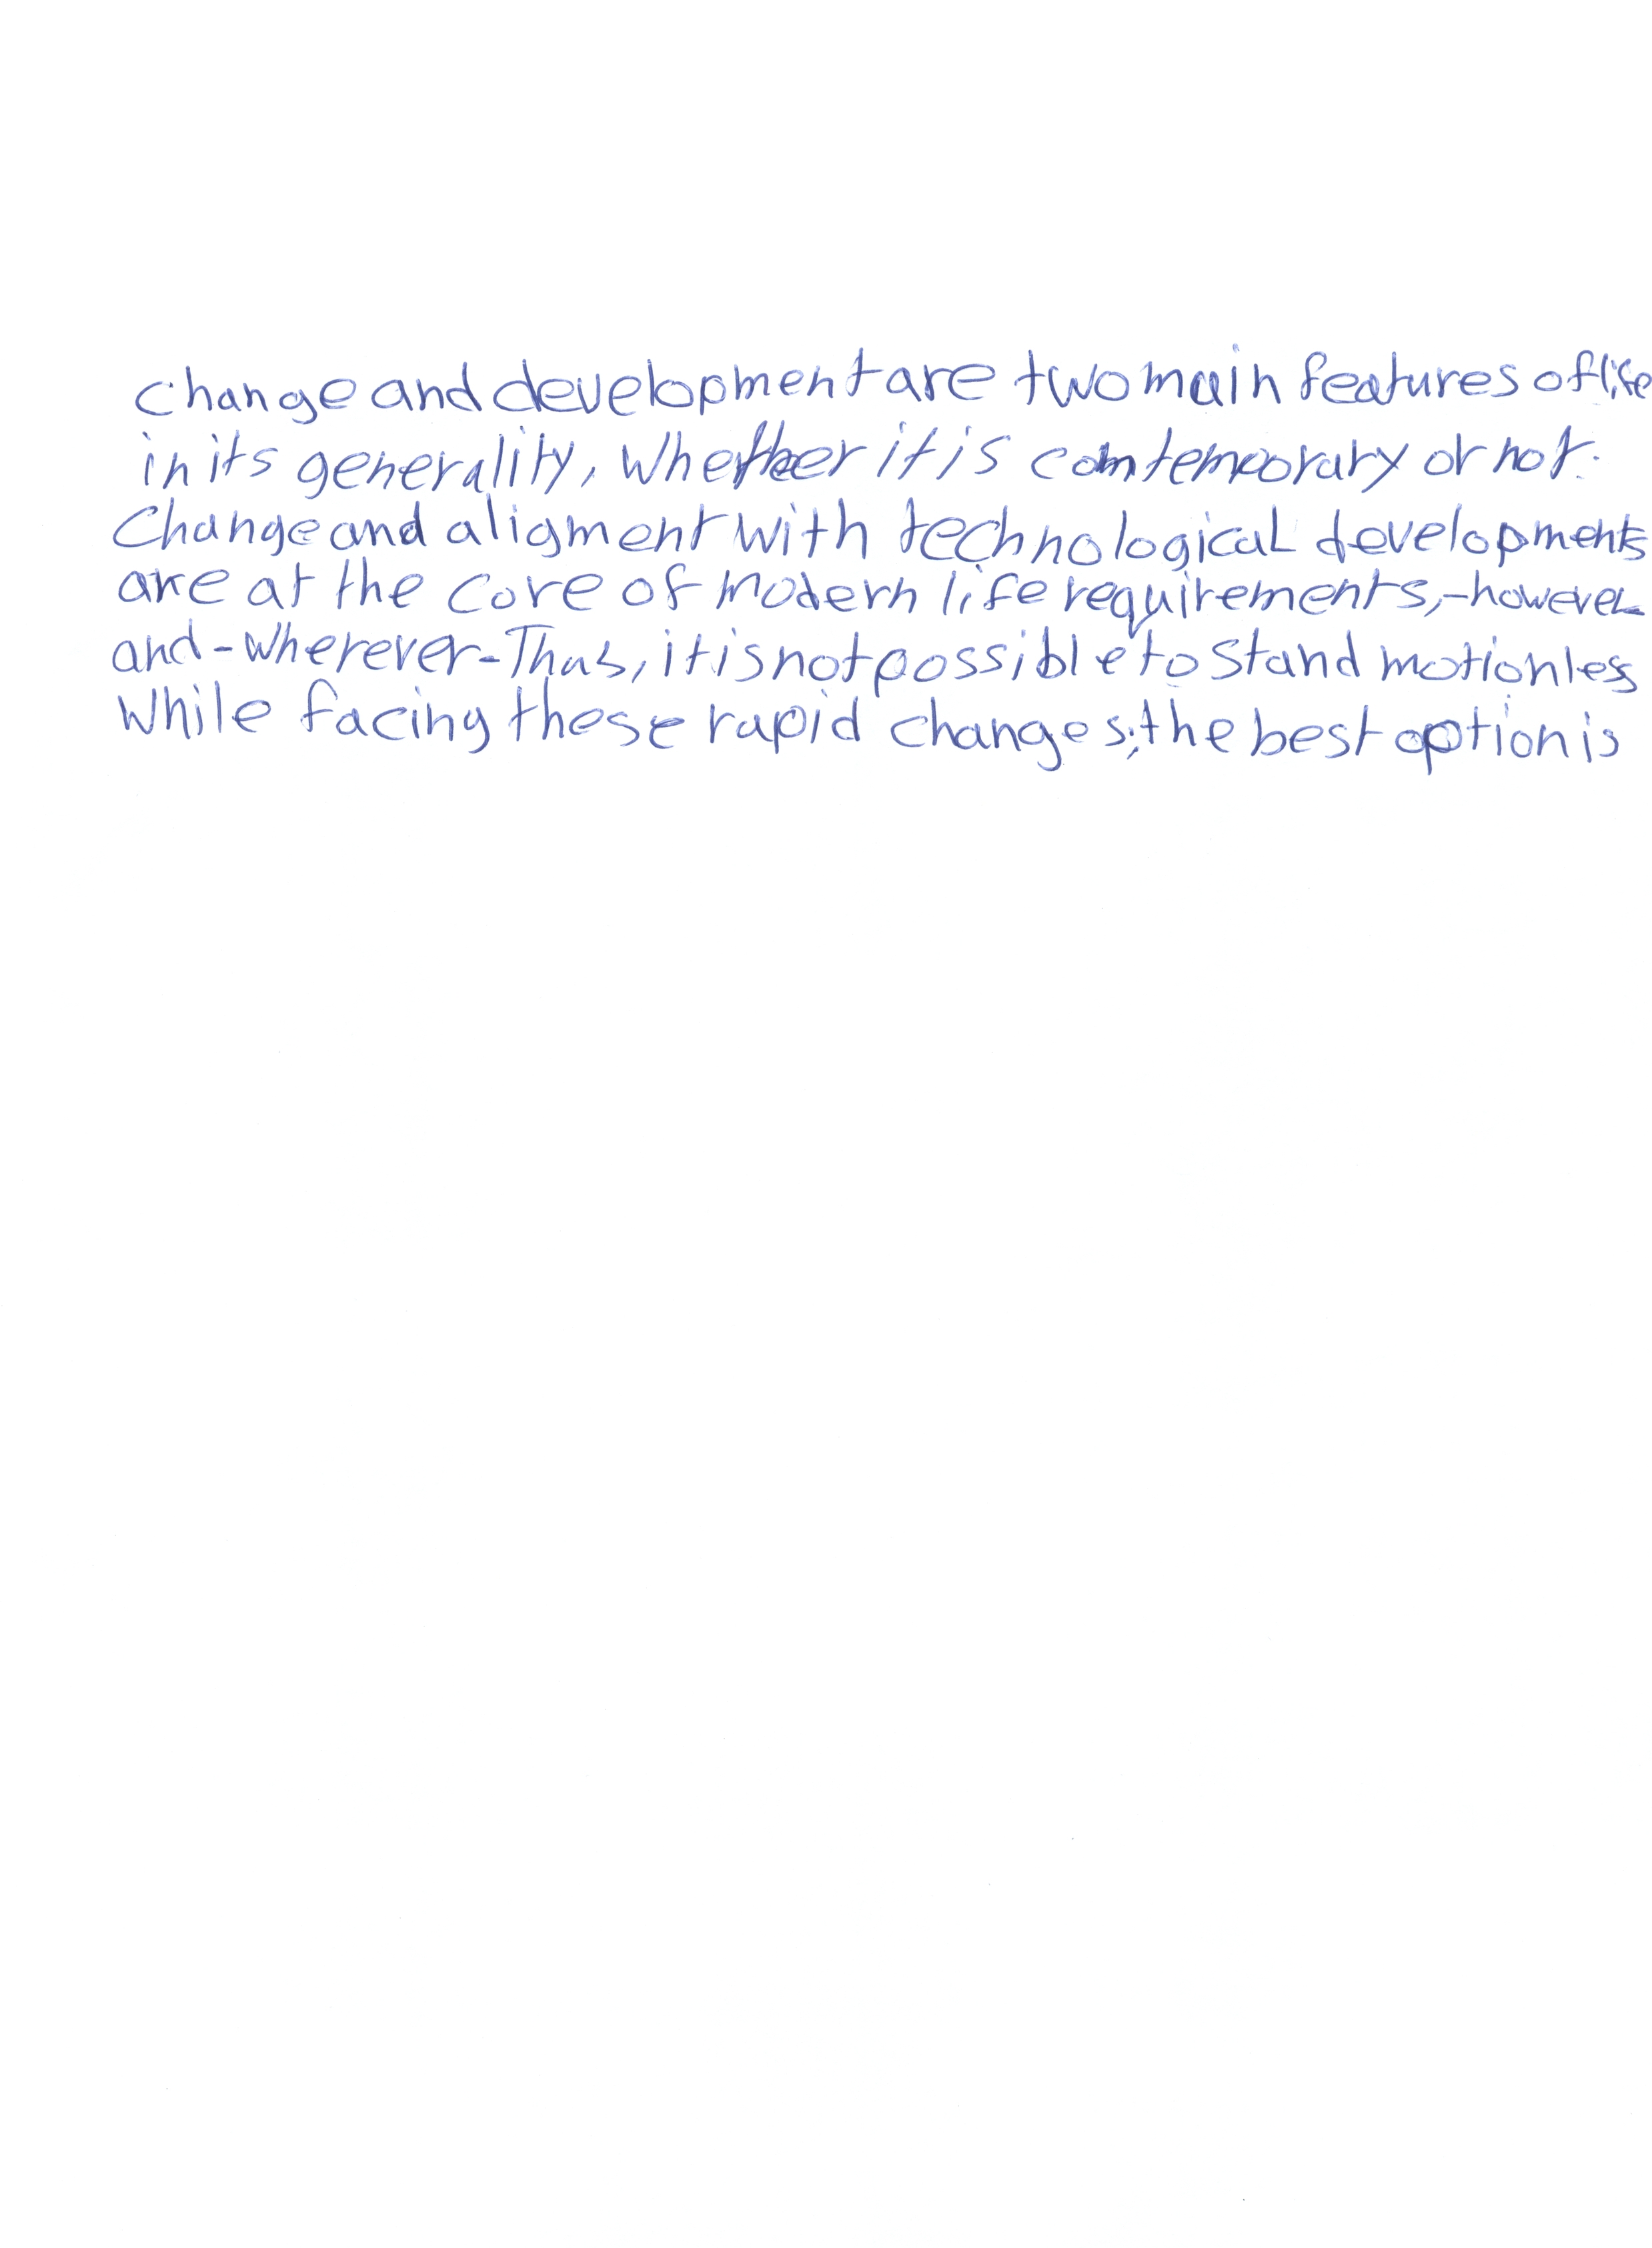 change and development are two main features of life
in its generality, whether it is comtemporary or not.
Change and aligment with technological developments
are at the core of modern life requirements,-however
and-wherever-Thus, it is not possible to stand motionless
while facing these rapid changes;the best option is